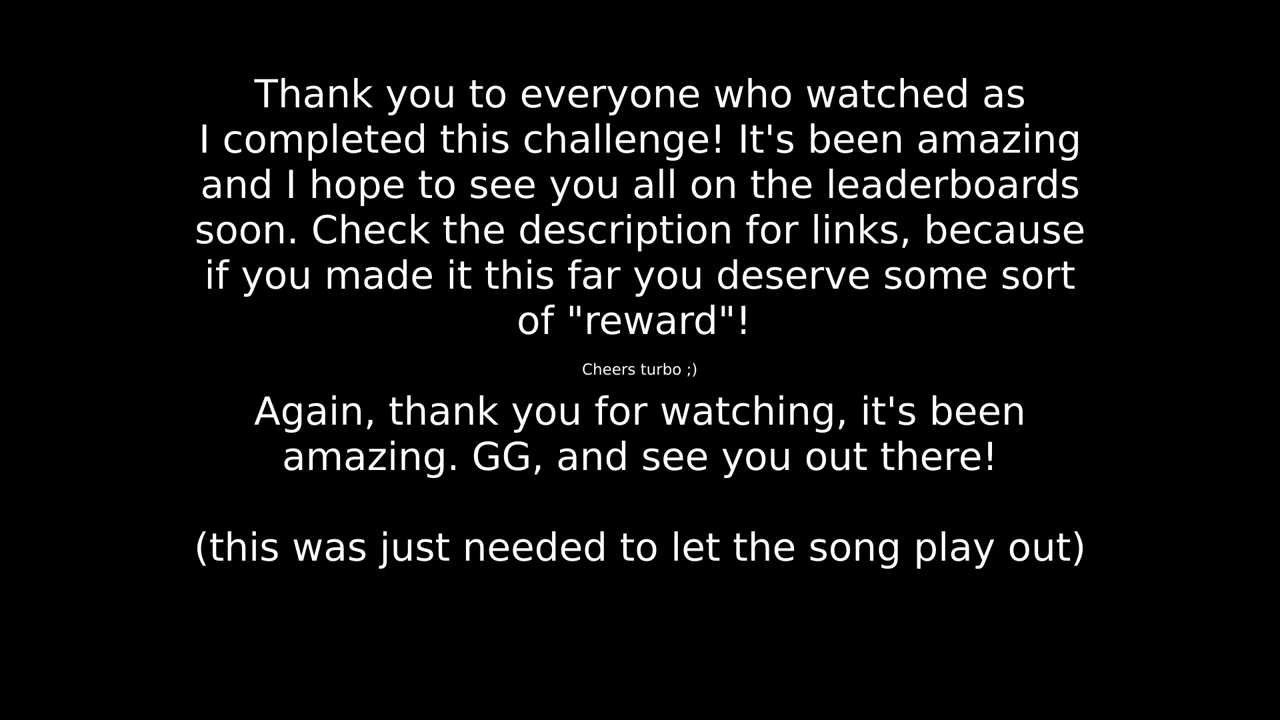 Thank you to everyone who watched as
I completed this challenge! It's been amazing
and I hope to see you all on the leaderboards
soon. Check the description for links, because
if you made it this far you deserve some sort
of "reward"!
Cheers turbo ;)
Again, thank you for watching, it's been
amazing. GG, and see you out there!
(this was just needed to let the song play out)